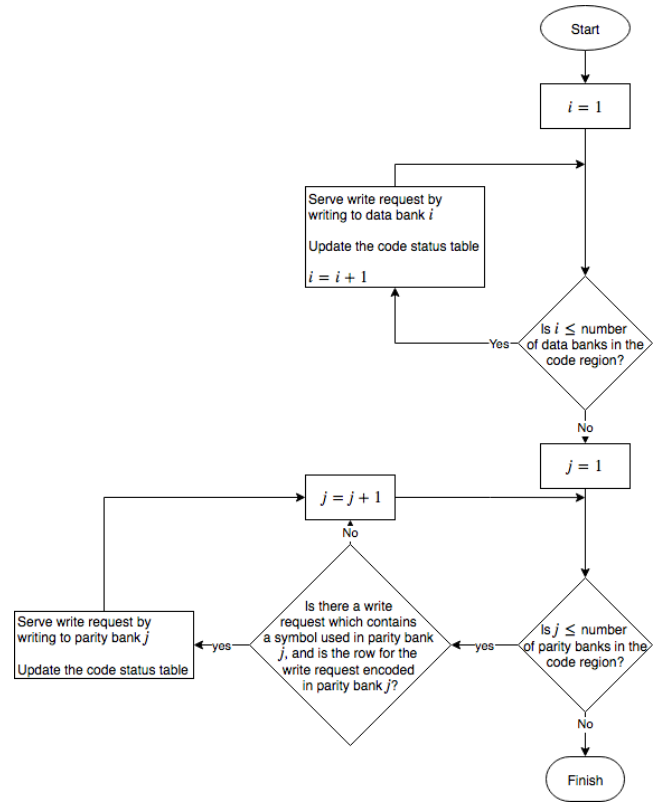 Start
i = 1
Serve write request by
writing to data bank i
Update the code status table
i = i + 1
Is i ≤ number
of data banks in the
code region?
Yes
No
j = 1
j = j + 1
No
Is there a write
request which contains
a symbol used in parity bank
j, and is the row for the
write request encoded
in parity bank j?
Serve write request by
writing to parity bank j
Update the code status table
yes
yes
Is j ≤ number
of parity banks in the
code region?
No
Finish